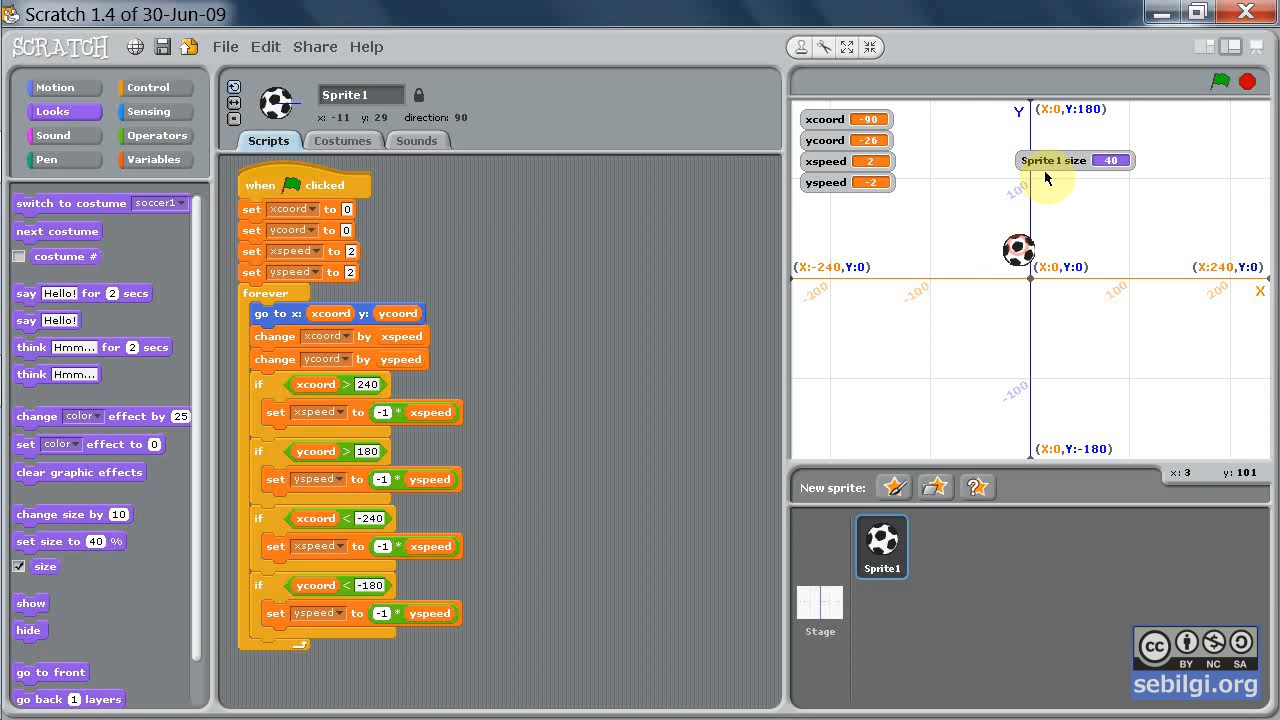 Scratch 1.4 of 30-Jun-09
SCRATCH File Edit Share Help
Motion Control
Looks Sensing
Sound Operators
Pen Variables
switch to costume soccer1
next costume
costume #
say Hello! for 2 secs
say Hello!
think Hmm... for 2 secs
think Hmm...
change color effect by 25
set color effect to 0
clear graphic effects
change size by 10
set size to 40 %
size
show
hide
go to front
go back 1 layers
Sprite1
x: -11 y: 29 direction: 90
Scripts Costumes Sounds
when clicked
set xcoord to 0
set ycoord to 0
set xspeed to 2
set yspeed to 2
forever
go to x: xcoord y: ycoord
change xcoord by xspeed
change ycoord by yspeed
if xcoord > 240
set xspeed to -1 * xspeed
if ycoord > 180
set yspeed to -1 * yspeed
if xcoord < -240
set xspeed to -1 * xspeed
if ycoord < -180
set yspeed to -1 * yspeed
xcoord -90
ycoord -26
xspeed 2
yspeed -2
Y (X:0,Y:180)
Sprite1 size 40
100
(X:-240,Y:0) (X:0,Y:0) (X:240,Y:0)
-200 -100 100 200 X
-100
(X:0,Y:-180)
x: 3 y: 101
New sprite:
Sprite1
Stage
cc BY NC SA
sebilgi.org